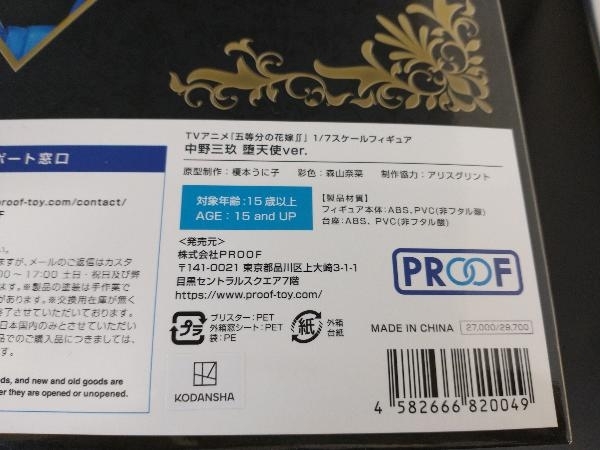 ポート窓口
proof-toy.com/contact/
F
い。
ますが、メールのご返信はカスタ
00 ～ 17:00 土日・祝日及び弊
ます。※製品の塗装は手作業で
があります。※交換用在庫が無く
了承ください。
日本国内のみとさせていただい
でのご購入品につきましては、
ds, and new and old goods are
er they are opened or unopened.
TVアニメ「五等分の花嫁∬」 1/7スケールフィギュア
中野三玖 堕天使ver.
原型制作：榎本うに子 彩色：森山奈菜 制作協力：アリスグリント
対象年齢：15歳以上
AGE : 15 and UP
【製品材質】
フィギュア本体：ABS、PVC(非フタル酸)
台座：ABS、PVC(非フタル酸)
＜発売元＞
株式会社PROOF
〒141-0021 東京都品川区上大崎3-1-1
目黒セントラルスクエア7階
https://www.proof-toy.com/
PROOF
プラ
ブリスター：PET
外箱窓シート：PET
袋：PE
紙
外箱
台紙
MADE IN CHINA
27,000/29,700
KODANSHA
4 582666 820049